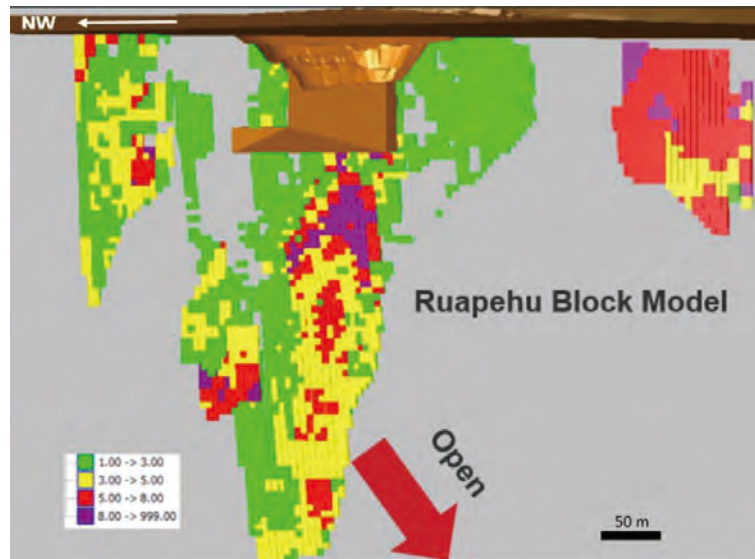 NW
Ruapehu Block Model
Open
1.00 -> 3.00
3.00 -> 5.00
5.00 -> 8.00
8.00 -> 999.00
50 m